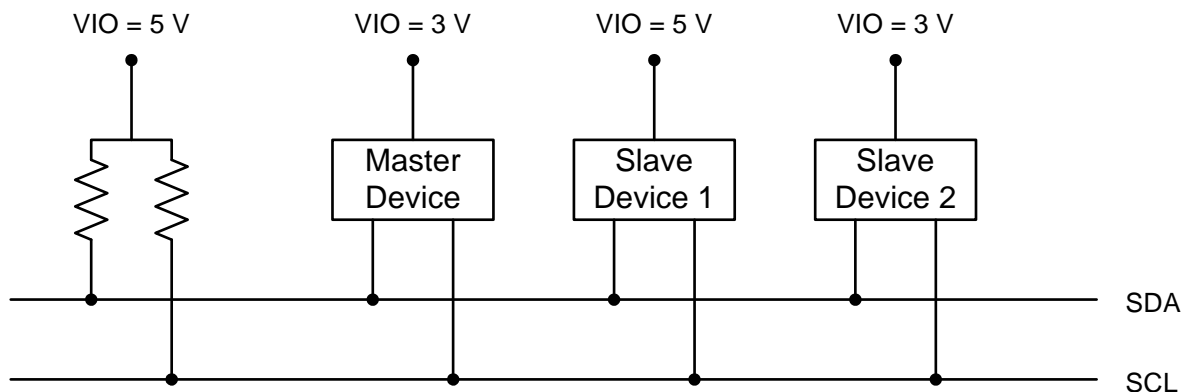 VIO = 5 V
VIO = 3 V
VIO = 5 V
VIO = 3 V
Master
Device
Slave
Device 1
Slave
Device 2
SDA
SCL